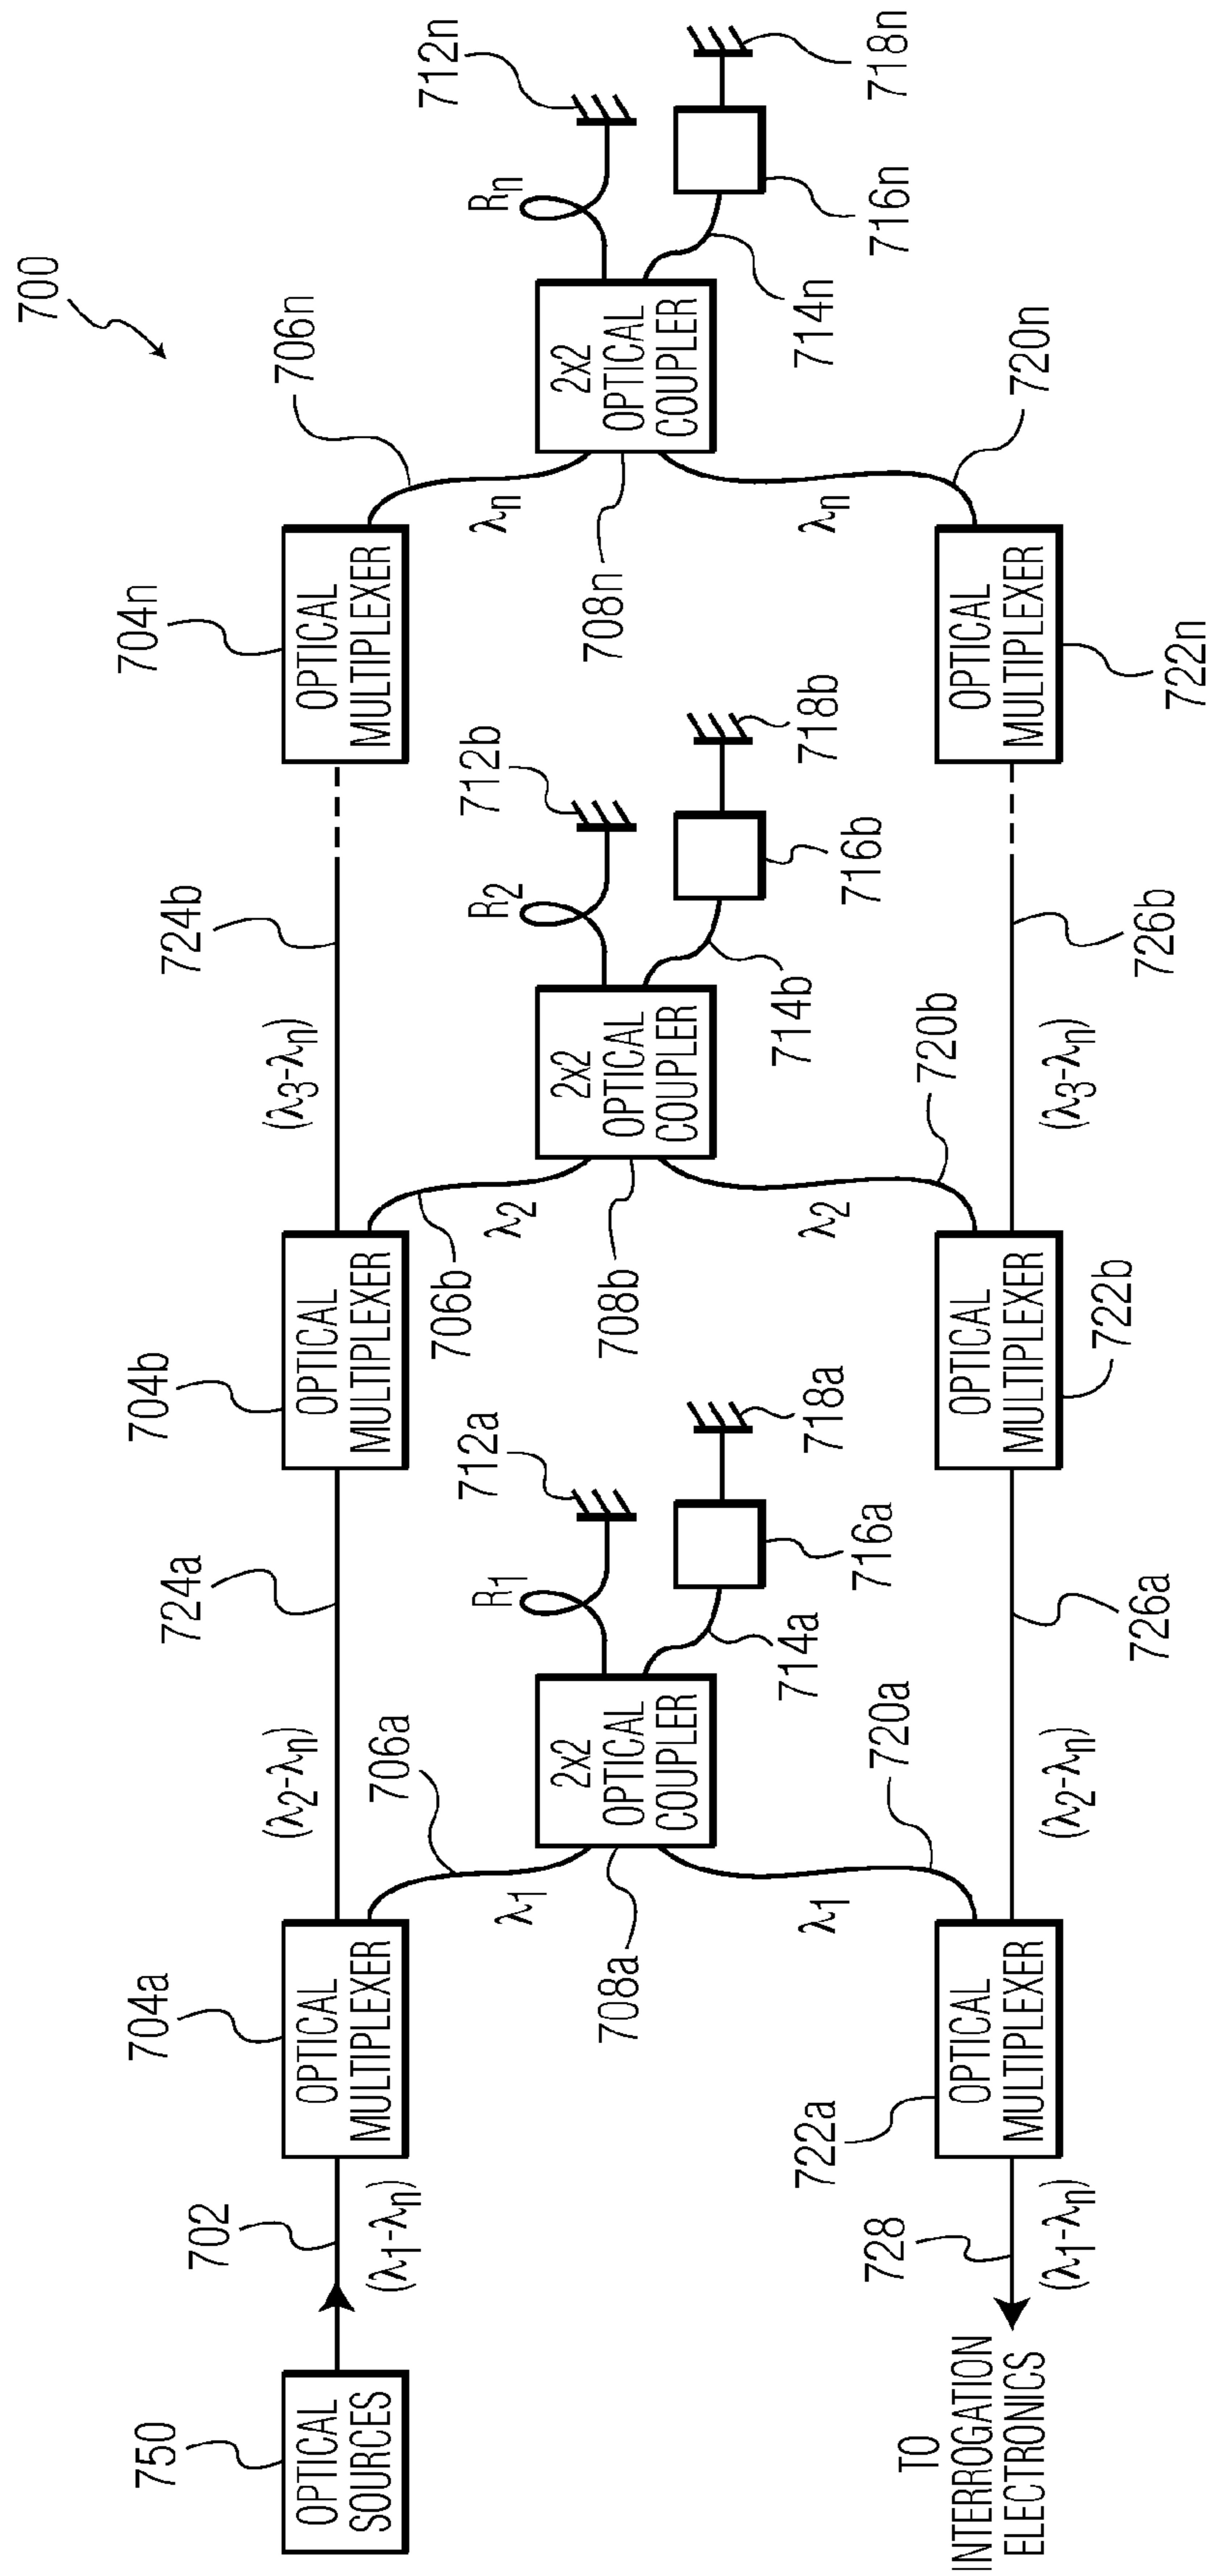 700
712n
718n
Rn
716n
714n
706n
2x2
OPTICAL
COUPLER
720n
λn
λn
708n
704n
OPTICAL
MULTIPLEXER
OPTICAL
MULTIPLEXER
722n
712b
718b
724b
R2
716b
726b
714b
(λ3-λn)
2x2
OPTICAL
COUPLER
720b
(λ3-λn)
λ2
λ2
706b
708b
704b
OPTICAL
MULTIPLEXER
OPTICAL
MULTIPLEXER
722b
712a
718a
724a
R1
716a
726a
714a
(λ2-λn)
706a
2x2
OPTICAL
COUPLER
720a
(λ2-λn)
λ1
λ1
708a
704a
OPTICAL
MULTIPLEXER
OPTICAL
MULTIPLEXER
722a
702
(λ1-λn)
728
(λ1-λn)
750
OPTICAL
SOURCES
TO
INTERROGATION
ELECTRONICS